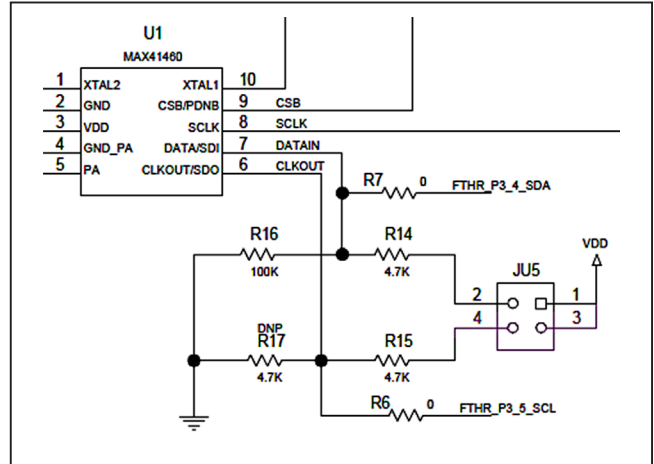 U1
MAX41460
1 XTAL2 XTAL1 10
2 GND CSB/PDNB 9 CSB
3 VDD SCLK 8 SCLK
4 GND_PA DATA/SDI 7 DATAIN
5 PA CLKOUT/SDO 6 CLKOUT
R7 0 FTHR_P3_4_SDA
R16 R14 VDD
100K 4.7K JU5
2 1
4 3
DNP
R17 R15
4.7K 4.7K
R6 0 FTHR_P3_5_SCL